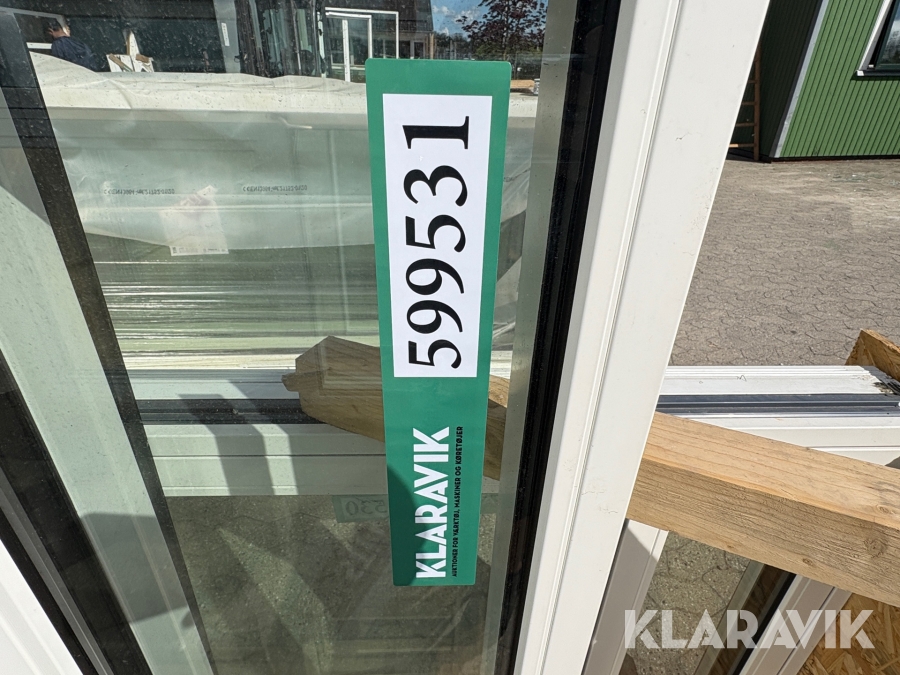 599531
KLARAVIK
AUKTIONER FOR VÆRKTØJ, MASKINER OG KØRETØJER
KLARAVIK